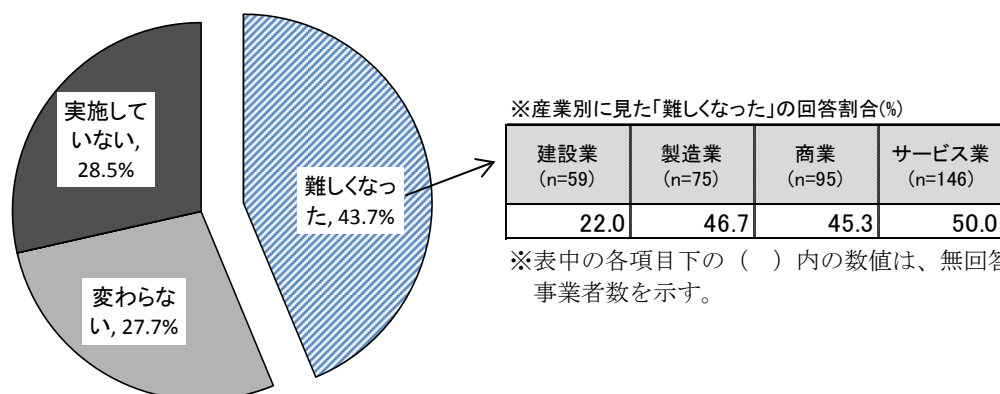 実施して
いない,
28.5%
難しくなっ
た, 43.7%
変わらな
い, 27.7%
※産業別に見た「難しくなった」の回答割合(%)
建設業 製造業 商業 サービス業
(n=59) (n=75) (n=95) (n=146)
22.0 46.7 45.3 50.0
※表中の各項目下の（　）内の数値は、無回答
事業者数を示す。